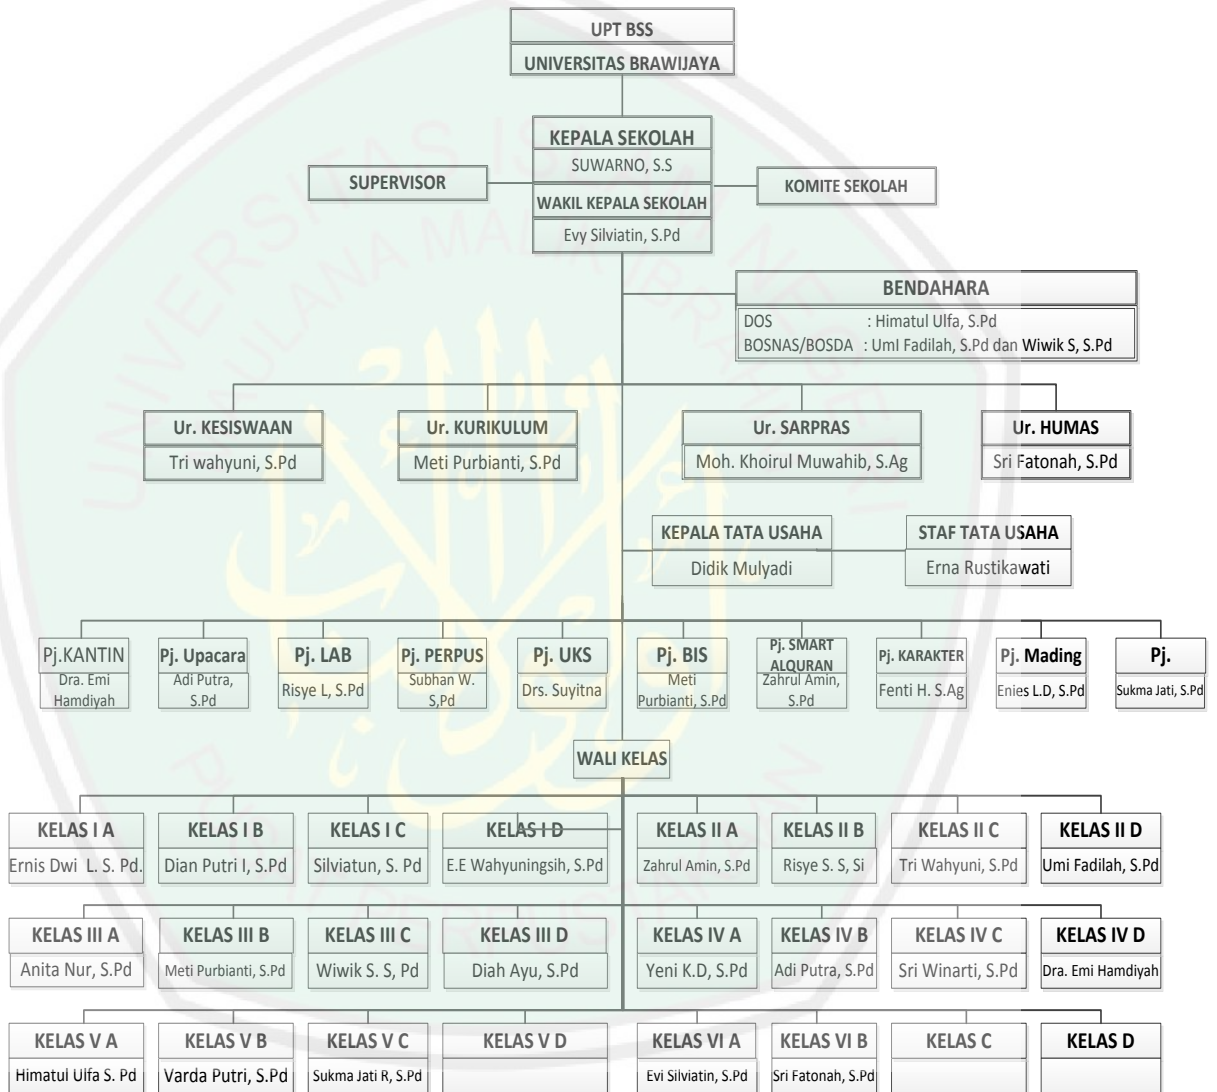 UPT BSS
UNIVERSITAS BRAWIJAYA
KEPALA SEKOLAH
SUWARNO, S.S
SUPERVISOR
KOMITE SEKOLAH
WAKIL KEPALA SEKOLAH
Evy Silviatin, S.Pd
BENDAHARA
DOS : Himatul Ulfa, S.Pd
BOSNAS/BOSDA : UmI Fadilah, S.Pd dan Wiwik S, S.Pd
Ur. KESISWAAN
Tri wahyuni, S.Pd
Ur. KURIKULUM
Meti Purbianti, S.Pd
Ur. SARPRAS
Moh. Khoirul Muwahib, S.Ag
Ur. HUMAS
Sri Fatonah, S.Pd
KEPALA TATA USAHA
Didik Mulyadi
STAF TATA USAHA
Erna Rustikawati
Pj.KANTIN
Dra. Emi
Hamdiyah
Pj. Upacara
Adi Putra,
S.Pd
Pj. LAB
Risye L, S.Pd
Pj. PERPUS
Subhan W.
S,Pd
Pj. UKS
Drs. Suyitna
Pj. BIS
Meti
Purbianti, S.Pd
Pj. SMART
ALQURAN
Zahrul Amin,
S.Pd
Pj. KARAKTER
Fenti H. S.Ag
Pj. Mading
Enies L.D, S.Pd
Pj.
Sukma Jati, S.Pd
WALI KELAS
KELAS I A
Ernis Dwi L. S. Pd.
KELAS I B
Dian Putri I, S.Pd
KELAS I C
Silviatun, S. Pd
KELAS I D
E.E Wahyuningsih, S.Pd
KELAS II A
Zahrul Amin, S.Pd
KELAS II B
Risye S. S, Si
KELAS II C
Tri Wahyuni, S.Pd
KELAS II D
Umi Fadilah, S.Pd
KELAS III A
Anita Nur, S.Pd
KELAS III B
Meti Purbianti, S.Pd
KELAS III C
Wiwik S. S, Pd
KELAS III D
Diah Ayu, S.Pd
KELAS IV A
Yeni K.D, S.Pd
KELAS IV B
Adi Putra, S.Pd
KELAS IV C
Sri Winarti, S.Pd
KELAS IV D
Dra. Emi Hamdiyah
KELAS V A
Himatul Ulfa S. Pd
KELAS V B
Varda Putri, S.Pd
KELAS V C
Sukma Jati R, S.Pd
KELAS V D
KELAS VI A
Evi Silviatin, S.Pd
KELAS VI B
Sri Fatonah, S.Pd
KELAS C
KELAS D
UNIVERSITAS ISLAM NEGERI
MAULANA MALIK IBRAHIM